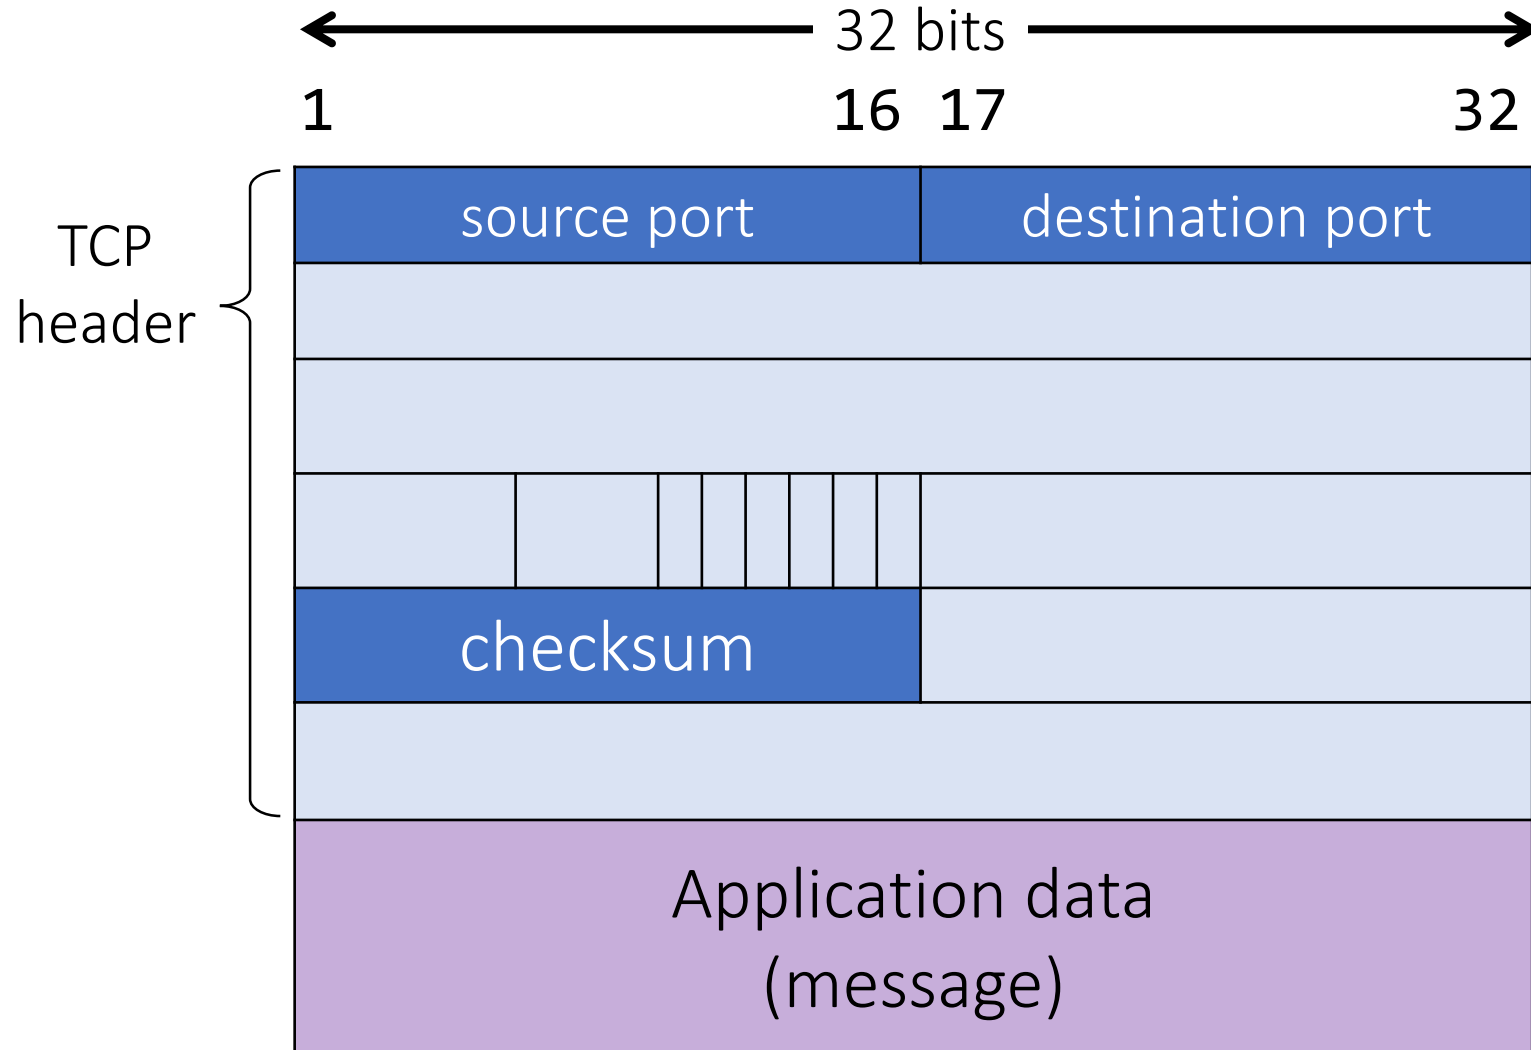 32 bits
1 16 17 32
source port destination port
TCP
header
checksum
Application data
(message)